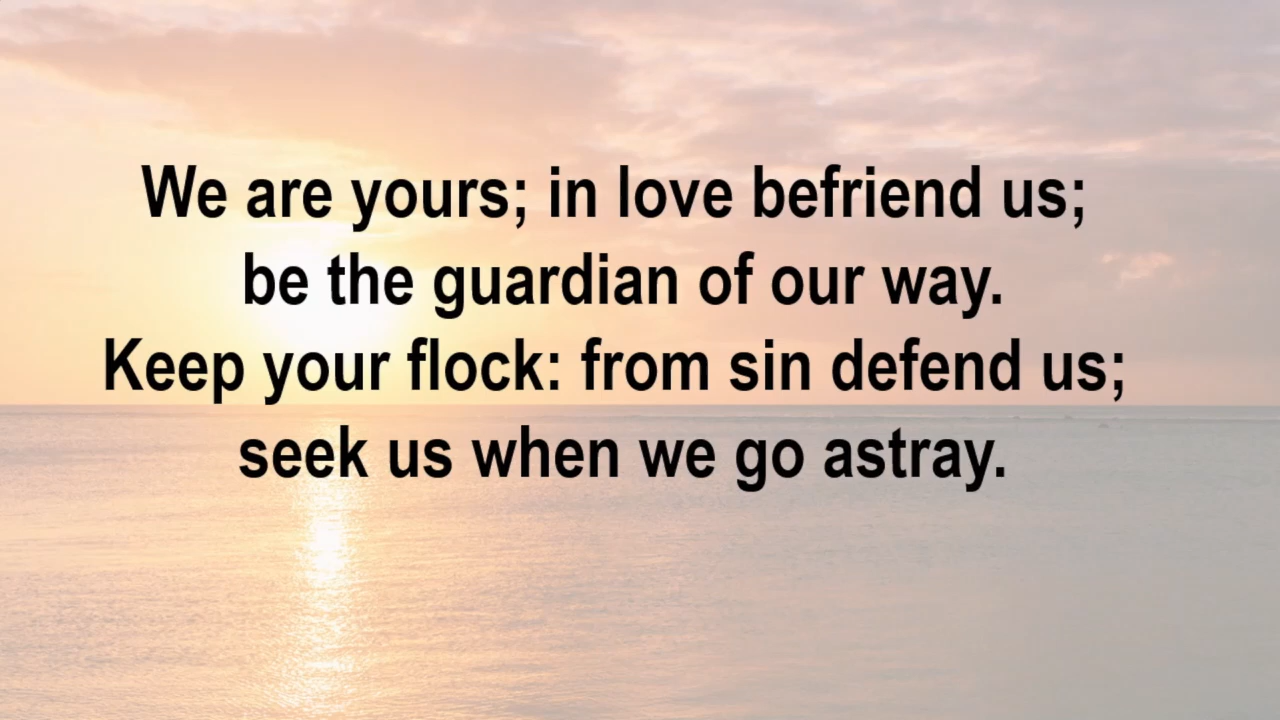 We are yours; in love befriend us;
be the guardian of our way.
Keep your flock: from sin defend us;
seek us when we go astray.